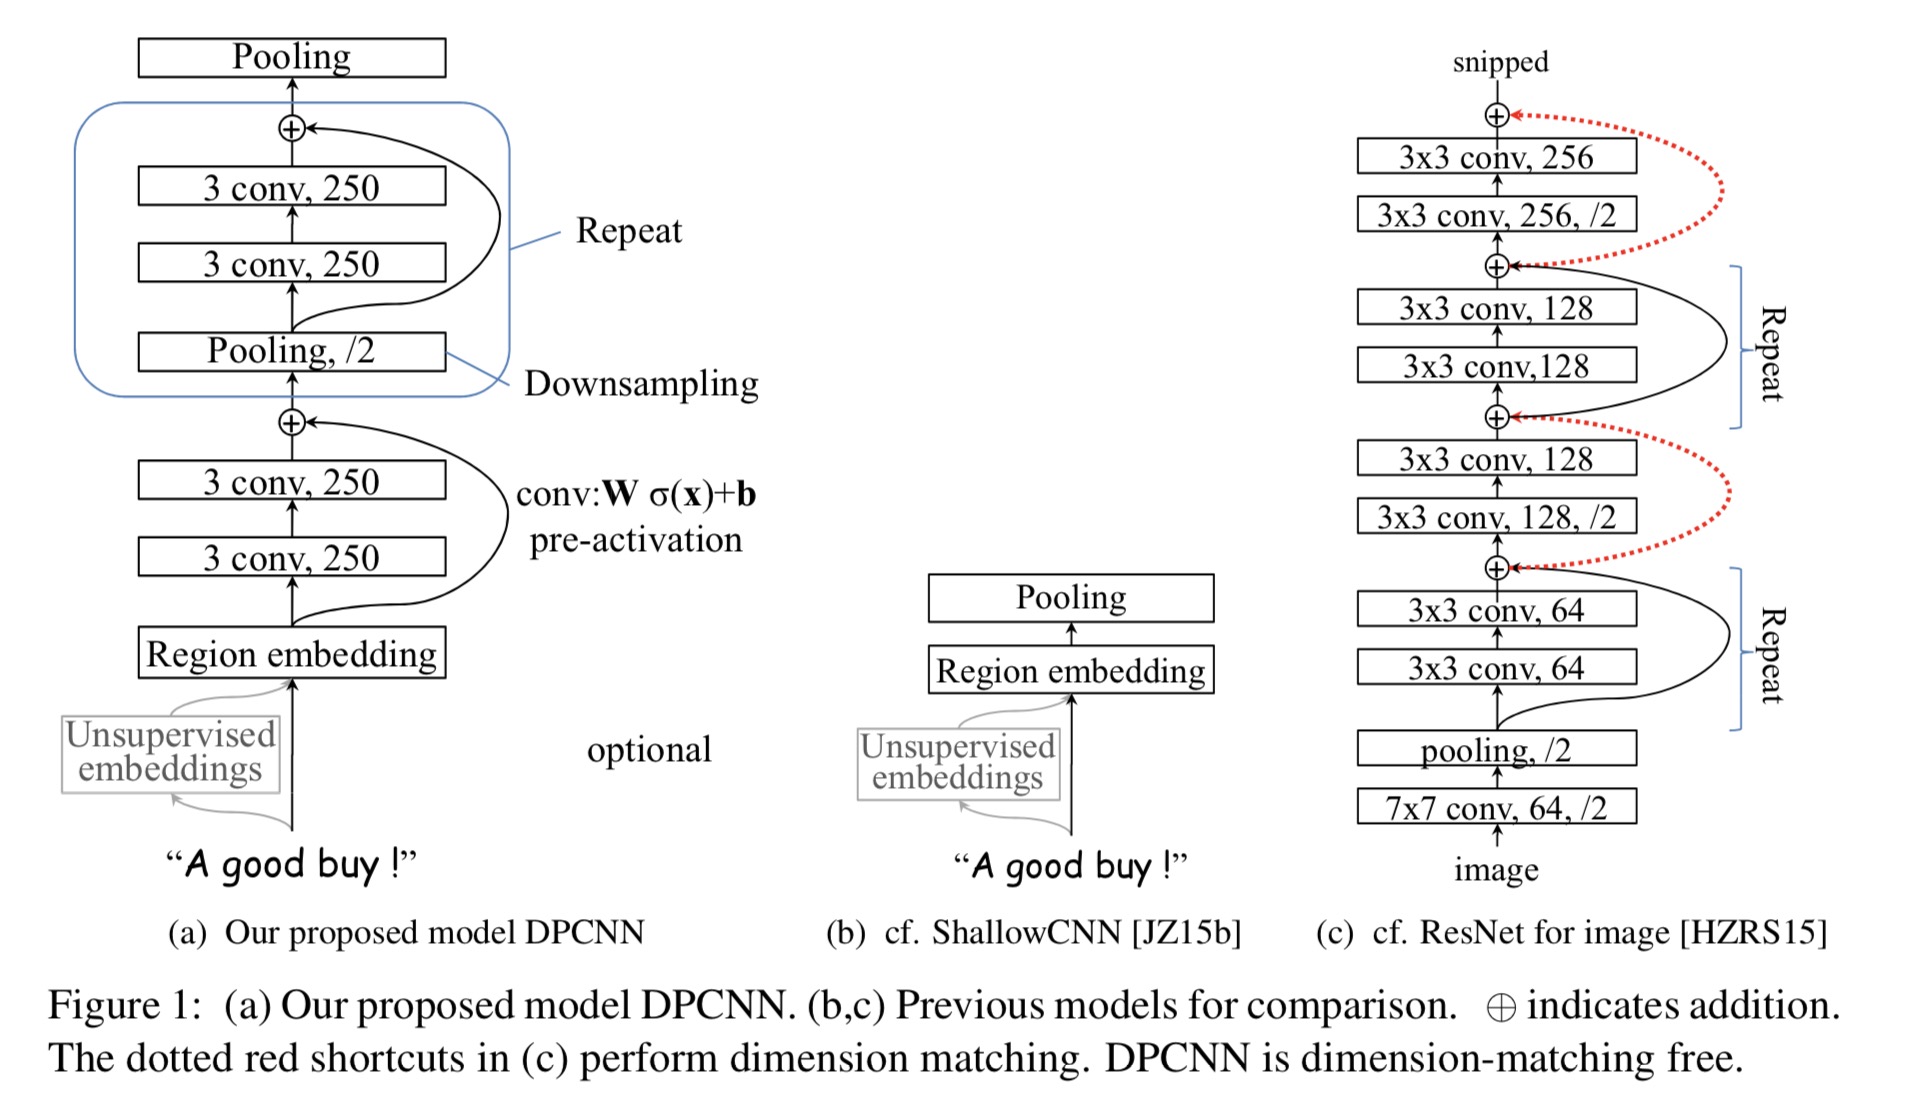 Pooling
3 conv, 250
3 conv, 250
Repeat
Pooling, /2
Downsampling
3 conv, 250
conv:W σ(x)+b
pre-activation
3 conv, 250
Region embedding
Unsupervised
embeddings
optional
“A good buy !”
(a) Our proposed model DPCNN
Pooling
Region embedding
Unsupervised
embeddings
“A good buy !”
(b) cf. ShallowCNN [JZ15b]
snipped
3x3 conv, 256
3x3 conv, 256, /2
3x3 conv, 128
3x3 conv,128
Repeat
3x3 conv, 128
3x3 conv, 128, /2
3x3 conv, 64
3x3 conv, 64
Repeat
pooling, /2
7x7 conv, 64, /2
image
(c) cf. ResNet for image [HZRS15]
Figure 1: (a) Our proposed model DPCNN. (b,c) Previous models for comparison. ⊕ indicates addition.
The dotted red shortcuts in (c) perform dimension matching. DPCNN is dimension-matching free.